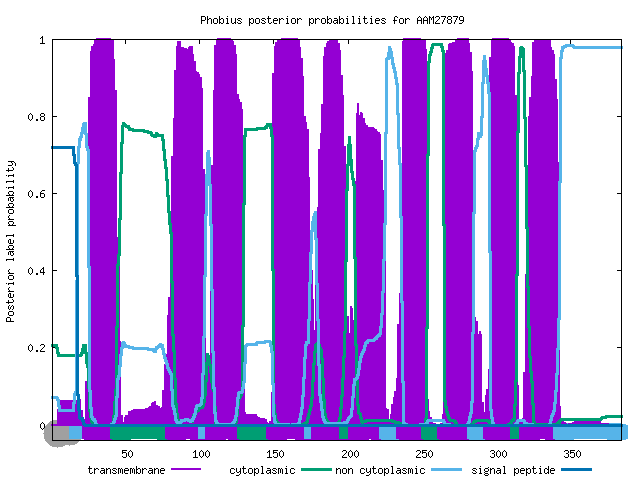 Phobius posterior probabilities for AAM27879
Posterior label probability
1
0.8
0.6
0.4
0.2
0
50 100 150 200 250 300 350
transmembrane cytoplasmic non cytoplasmic signal peptide